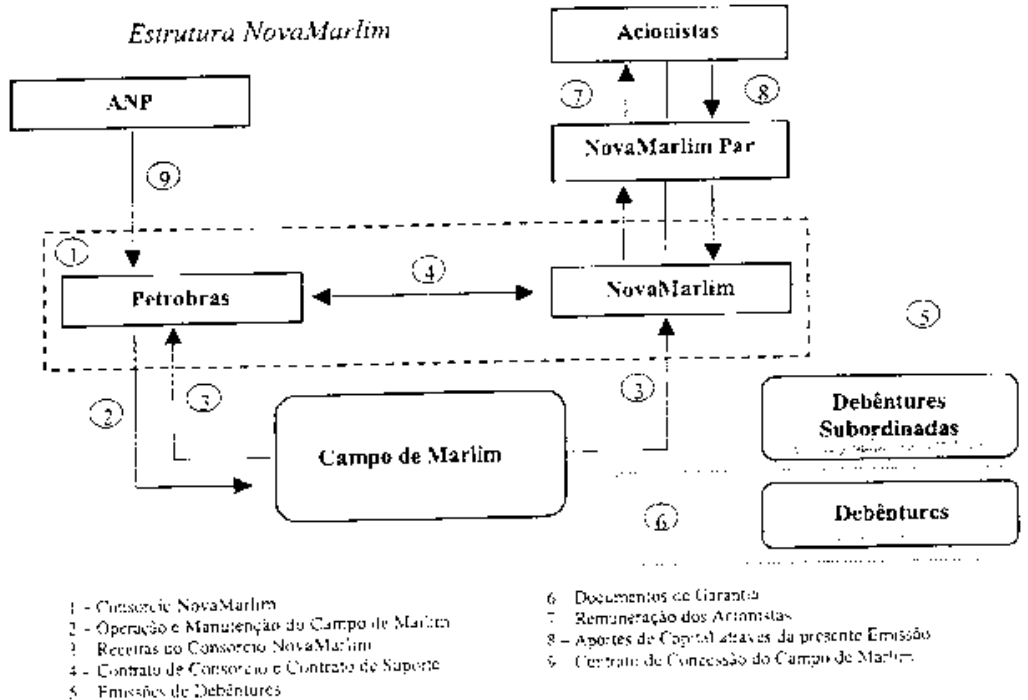 Estrutura NovaMarlim
Acionistas
ANP
7
8
NovaMarlim Par
9
1
4
Petrobras
NovaMarlim
5
2
3
3
Debêntures
Subordinadas
Campo de Marlim
6
Debêntures
1 - Consorcio NovaMarlim
2 - Operação e Manutenção do Campo de Marlim
3 Receitas do Consorcio NovaMarlim
4 - Contrato de Consorcio e Contrato de Suporte
5 Emissões de Debêntures
6 Documentos de Garantia
7 Remuneração dos Acionistas
8 - Aportes de Capital atraves da presente Emissão
9 - Contrato de Concessão do Campo de Marlim